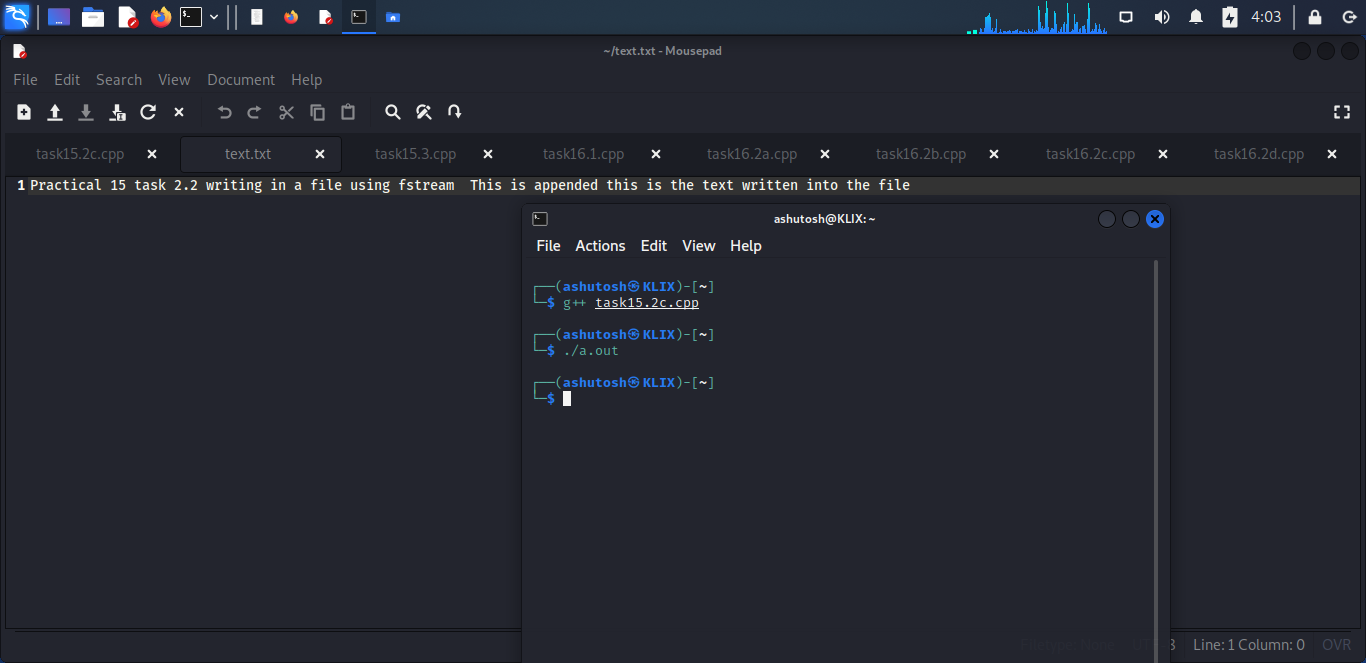 4:03
~/text.txt - Mousepad
File Edit Search View Document Help
task15.2c.cpp text.txt task15.3.cpp task16.1.cpp task16.2a.cpp task16.2b.cpp task16.2c.cpp task16.2d.cpp
1 Practical 15 task 2.2 writing in a file using fstream  This is appended this is the text written into the file
ashutosh@KLIX:~
File Actions Edit View Help
┌──(ashutosh㉿KLIX)-[~]
└─$ g++ task15.2c.cpp
┌──(ashutosh㉿KLIX)-[~]
└─$ ./a.out
┌──(ashutosh㉿KLIX)-[~]
└─$
Filetype: None Line: 1 Column: 0 OVR